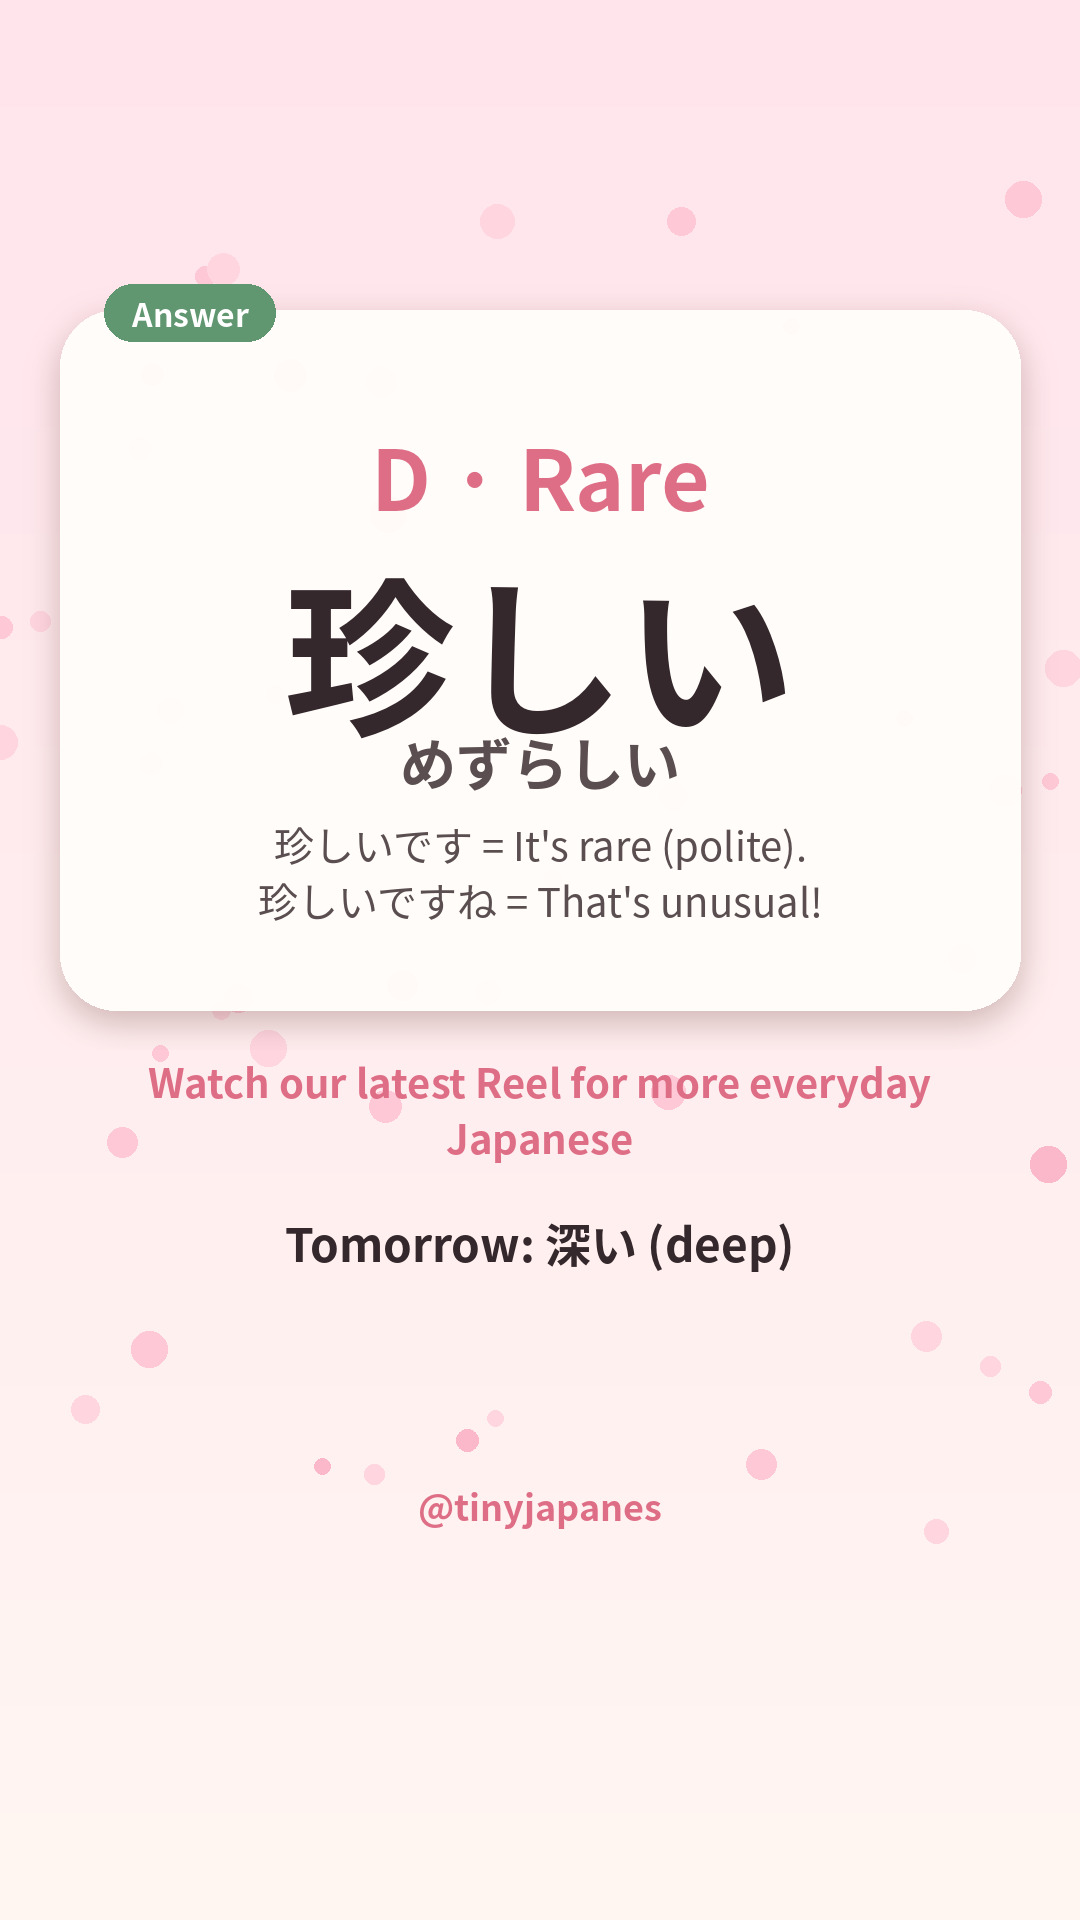 Answer
D・Rare
珍しい
めずらしい
珍しいです = It's rare (polite).
珍しいですね = That's unusual!
Watch our latest Reel for more everyday
Japanese
Tomorrow: 深い (deep)
@tinyjapanes